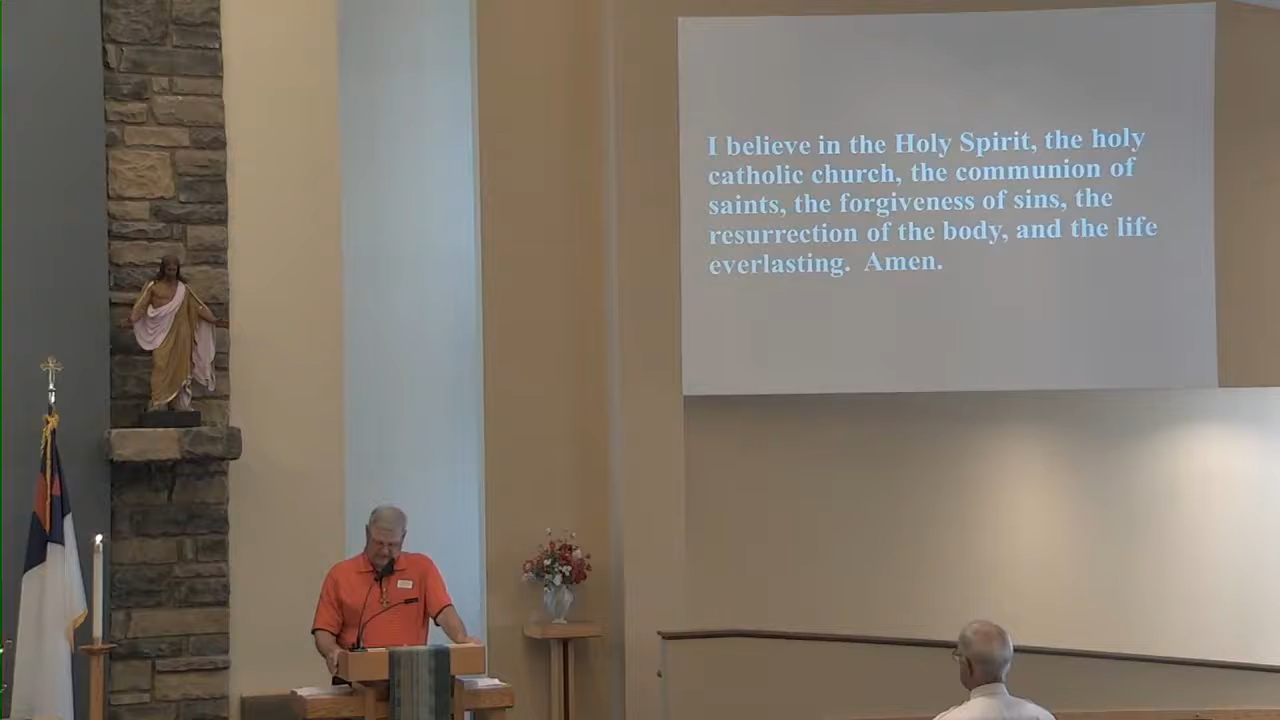 I believe in the Holy Spirit, the holy
catholic church, the communion of
saints, the forgiveness of sins, the
resurrection of the body, and the life
everlasting.  Amen.